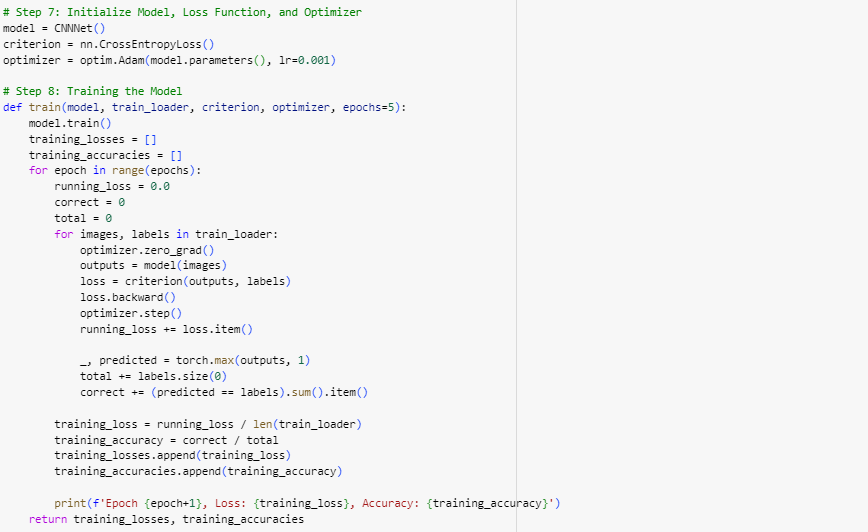 # Step 7: Initialize Model, Loss Function, and Optimizer
model = CNNNet()
criterion = nn.CrossEntropyLoss()
optimizer = optim.Adam(model.parameters(), lr=0.001)

# Step 8: Training the Model
def train(model, train_loader, criterion, optimizer, epochs=5):
    model.train()
    training_losses = []
    training_accuracies = []
    for epoch in range(epochs):
        running_loss = 0.0
        correct = 0
        total = 0
        for images, labels in train_loader:
            optimizer.zero_grad()
            outputs = model(images)
            loss = criterion(outputs, labels)
            loss.backward()
            optimizer.step()
            running_loss += loss.item()

            _, predicted = torch.max(outputs, 1)
            total += labels.size(0)
            correct += (predicted == labels).sum().item()

        training_loss = running_loss / len(train_loader)
        training_accuracy = correct / total
        training_losses.append(training_loss)
        training_accuracies.append(training_accuracy)

        print(f'Epoch {epoch+1}, Loss: {training_loss}, Accuracy: {training_accuracy}')
    return training_losses, training_accuracies